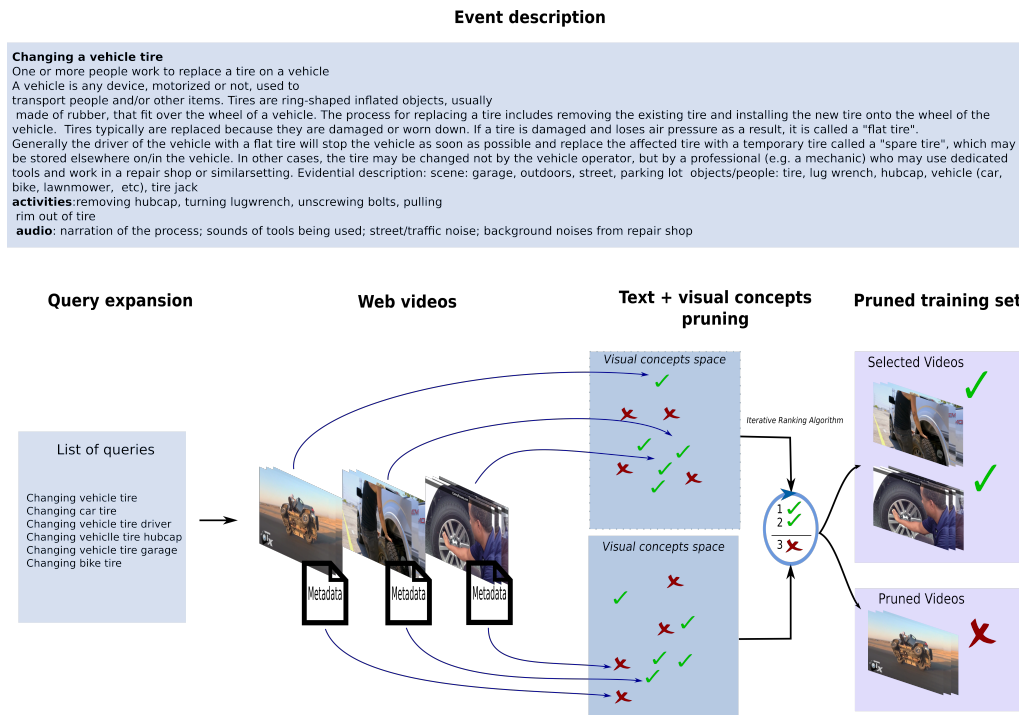 Event description
Changing a vehicle tire
One or more people work to replace a tire on a vehicle
A vehicle is any device, motorized or not, used to
transport people and/or other items. Tires are ring-shaped inflated objects, usually
made of rubber, that fit over the wheel of a vehicle. The process for replacing a tire includes removing the existing tire and installing the new tire onto the wheel of the
vehicle. Tires typically are replaced because they are damaged or worn down. If a tire is damaged and loses air pressure as a result, it is called a "flat tire".
Generally the driver of the vehicle with a flat tire will stop the vehicle as soon as possible and replace the affected tire with a temporary tire called a "spare tire", which may
be stored elsewhere on/in the vehicle. In other cases, the tire may be changed not by the vehicle operator, but by a professional (e.g. a mechanic) who may use dedicated
tools and work in a repair shop or similarsetting. Evidential description: scene: garage, outdoors, street, parking lot objects/people: tire, lug wrench, hubcap, vehicle (car,
bike, lawnmower, etc), tire jack
activities:removing hubcap, turning lugwrench, unscrewing bolts, pulling
rim out of tire
audio: narration of the process; sounds of tools being used; street/traffic noise; background noises from repair shop
Query expansion
Web videos
Text + visual concepts
pruning
Pruned training set
List of queries
Changing vehicle tire
Changing car tire
Changing vehicle tire driver
Changing vehiclle tire hubcap
Changing vehicle tire garage
Changing bike tire
Metadata
Metadata
Metadata
Visual concepts space
Visual concepts space
Iterative Ranking Algorithm
1
2
3
Selected Videos
Pruned Videos